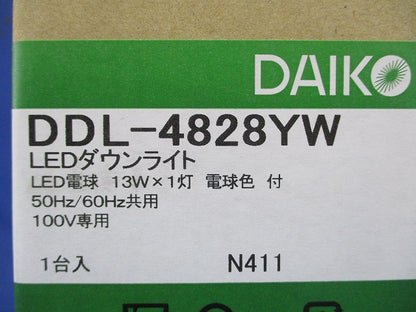 DAIKO
DDL-4828YW
LEDダウンライト
LED電球 13W×1灯 電球色 付
50Hz/60Hz共用
100V専用
1台入 N411